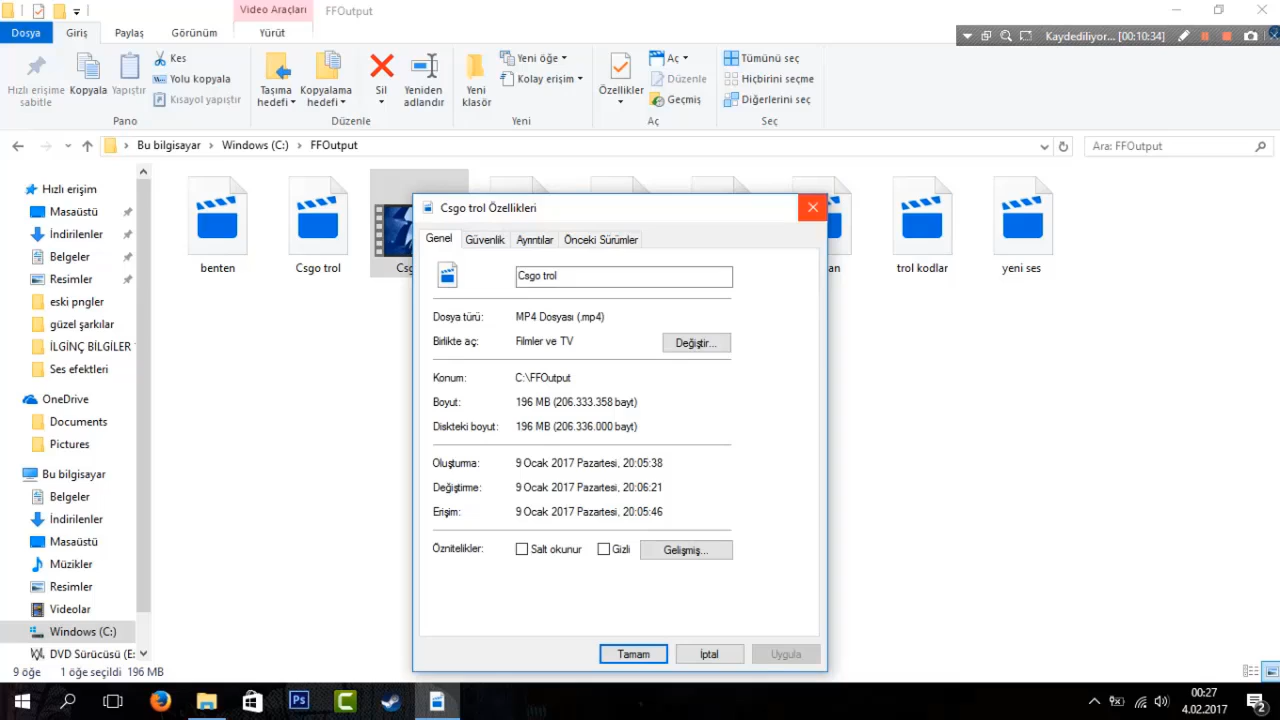 Video Araçları
FFOutput
Dosya
Giriş
Paylaş
Görünüm
Yürüt
Kaydediliyor... [00:10:34]
Hızlı erişime sabitle
Kopyala
Yapıştır
Kes
Yolu kopyala
Kısayol yapıştır
Pano
Taşıma hedefi
Kopyalama hedefi
Sil
Yeniden adlandır
Düzenle
Yeni klasör
Yeni öğe
Kolay erişim
Yeni
Özellikler
Aç
Düzenle
Geçmiş
Aç
Tümünü seç
Hiçbirini seçme
Diğerlerini seç
Seç
Bu bilgisayar
Windows (C:)
FFOutput
Ara: FFOutput
Hızlı erişim
Masaüstü
İndirilenler
Belgeler
Resimler
eski pngler
güzel şarkılar
İLGİNÇ BİLGİLER
Ses efektleri
OneDrive
Documents
Pictures
Bu bilgisayar
Belgeler
İndirilenler
Masaüstü
Müzikler
Resimler
Videolar
Windows (C:)
DVD Sürücüsü (E:
benten
Csgo trol
Csg
an
trol kodlar
yeni ses
Csgo trol Özellikleri
Genel
Güvenlik
Ayrıntılar
Önceki Sürümler
Csgo trol
Dosya türü: MP4 Dosyası (.mp4)
Birlikte aç: Filmler ve TV
Değiştir...
Konum: C:\FFOutput
Boyut: 196 MB (206.333.358 bayt)
Diskteki boyut: 196 MB (206.336.000 bayt)
Oluşturma: 9 Ocak 2017 Pazartesi, 20:05:38
Değiştirme: 9 Ocak 2017 Pazartesi, 20:06:21
Erişim: 9 Ocak 2017 Pazartesi, 20:05:46
Öznitelikler: Salt okunur Gizli Gelişmiş...
Tamam
İptal
Uygula
9 öğe
1 öğe seçildi 196 MB
Ps
00:27
4.02.2017
2